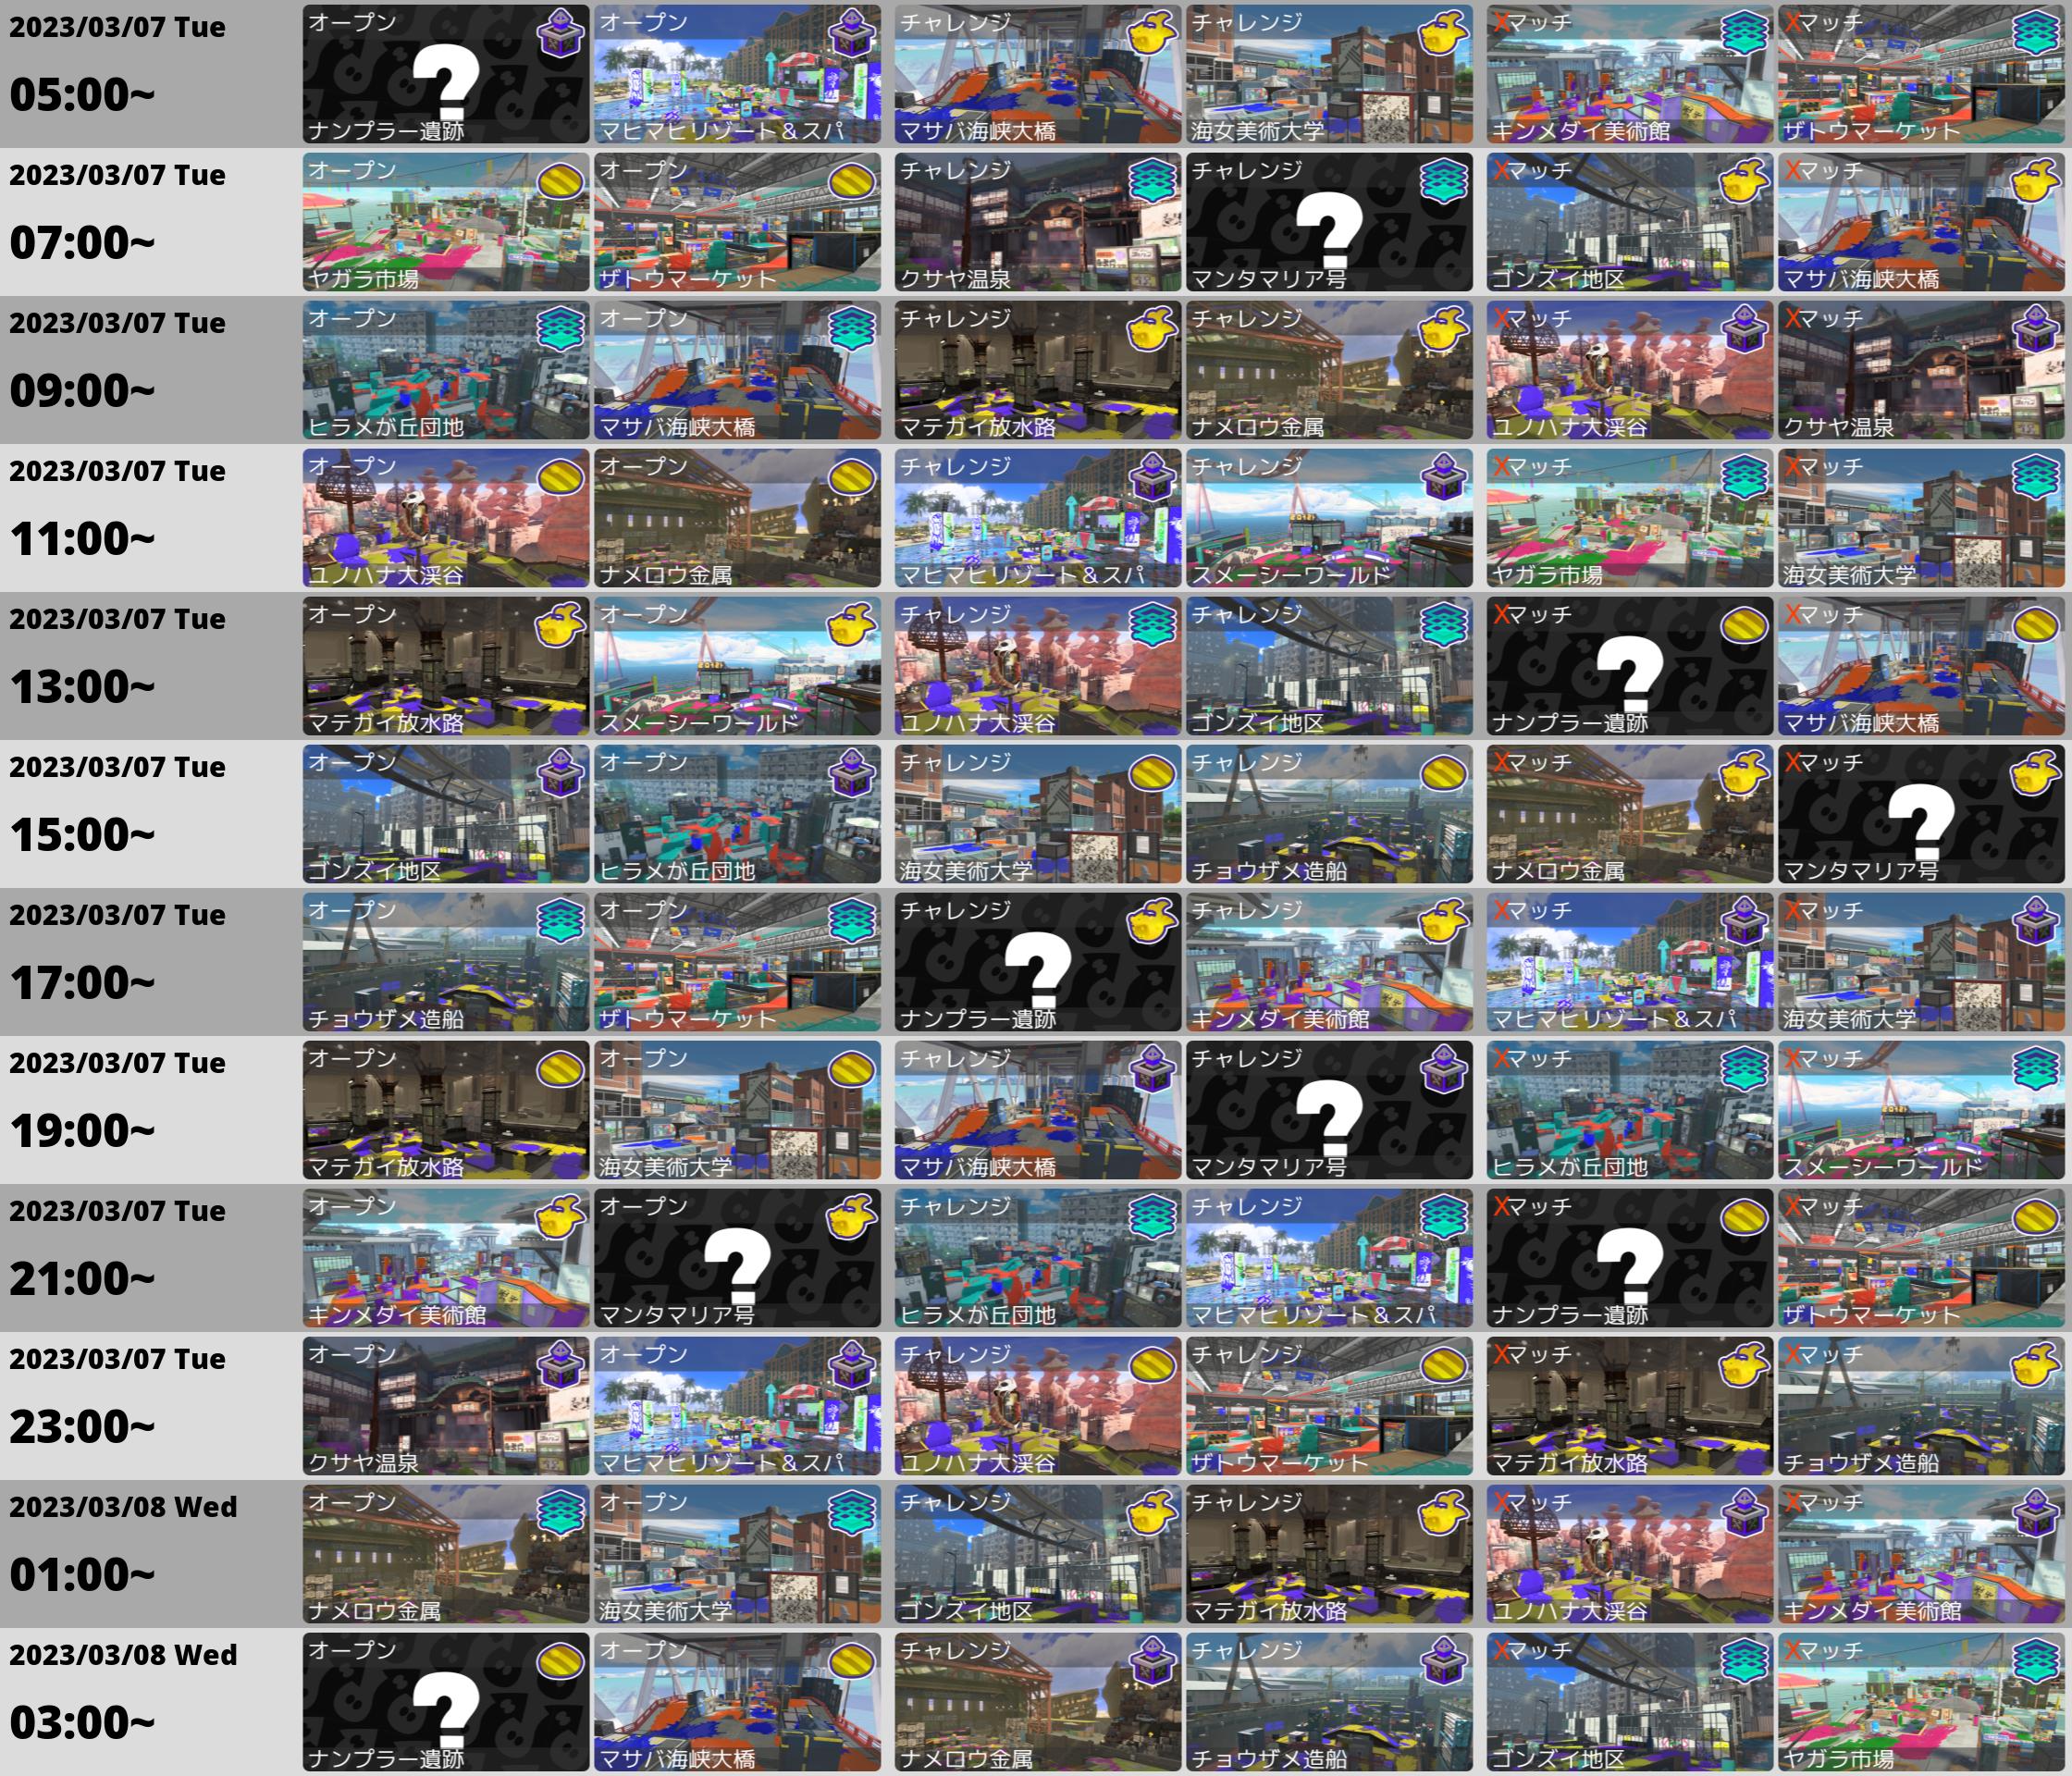 2023/03/07 Tue
05:00~
オープン オープン チャレンジ チャレンジ Xマッチ Xマッチ
ナンプラー遺跡 マヒマヒリゾート＆スパ マサバ海峡大橋 海女美術大学 キンメダイ美術館 ザトウマーケット
2023/03/07 Tue
07:00~
オープン オープン チャレンジ チャレンジ Xマッチ Xマッチ
ヤガラ市場 ザトウマーケット クサヤ温泉 マンタマリア号 ゴンズイ地区 マサバ海峡大橋
2023/03/07 Tue
09:00~
オープン オープン チャレンジ チャレンジ Xマッチ Xマッチ
ヒラメが丘団地 マサバ海峡大橋 マテガイ放水路 ナメロウ金属 ユノハナ大渓谷 クサヤ温泉
2023/03/07 Tue
11:00~
オープン オープン チャレンジ チャレンジ Xマッチ Xマッチ
ユノハナ大渓谷 ナメロウ金属 マヒマヒリゾート＆スパ スメーシーワールド ヤガラ市場 海女美術大学
2023/03/07 Tue
13:00~
オープン オープン チャレンジ チャレンジ Xマッチ Xマッチ
マテガイ放水路 スメーシーワールド ユノハナ大渓谷 ゴンズイ地区 ナンプラー遺跡 マサバ海峡大橋
2023/03/07 Tue
15:00~
オープン オープン チャレンジ チャレンジ Xマッチ Xマッチ
ゴンズイ地区 ヒラメが丘団地 海女美術大学 チョウザメ造船 ナメロウ金属 マンタマリア号
2023/03/07 Tue
17:00~
オープン オープン チャレンジ チャレンジ Xマッチ Xマッチ
チョウザメ造船 ザトウマーケット ナンプラー遺跡 キンメダイ美術館 マヒマヒリゾート＆スパ 海女美術大学
2023/03/07 Tue
19:00~
オープン オープン チャレンジ チャレンジ Xマッチ Xマッチ
マテガイ放水路 海女美術大学 マサバ海峡大橋 マンタマリア号 ヒラメが丘団地 スメーシーワールド
2023/03/07 Tue
21:00~
オープン オープン チャレンジ チャレンジ Xマッチ Xマッチ
キンメダイ美術館 マンタマリア号 ヒラメが丘団地 マヒマヒリゾート＆スパ ナンプラー遺跡 ザトウマーケット
2023/03/07 Tue
23:00~
オープン オープン チャレンジ チャレンジ Xマッチ Xマッチ
クサヤ温泉 マヒマヒリゾート＆スパ ユノハナ大渓谷 ザトウマーケット マテガイ放水路 チョウザメ造船
2023/03/08 Wed
01:00~
オープン オープン チャレンジ チャレンジ Xマッチ Xマッチ
ナメロウ金属 海女美術大学 ゴンズイ地区 マテガイ放水路 ユノハナ大渓谷 キンメダイ美術館
2023/03/08 Wed
03:00~
オープン オープン チャレンジ チャレンジ Xマッチ Xマッチ
ナンプラー遺跡 マサバ海峡大橋 ナメロウ金属 チョウザメ造船 ゴンズイ地区 ヤガラ市場